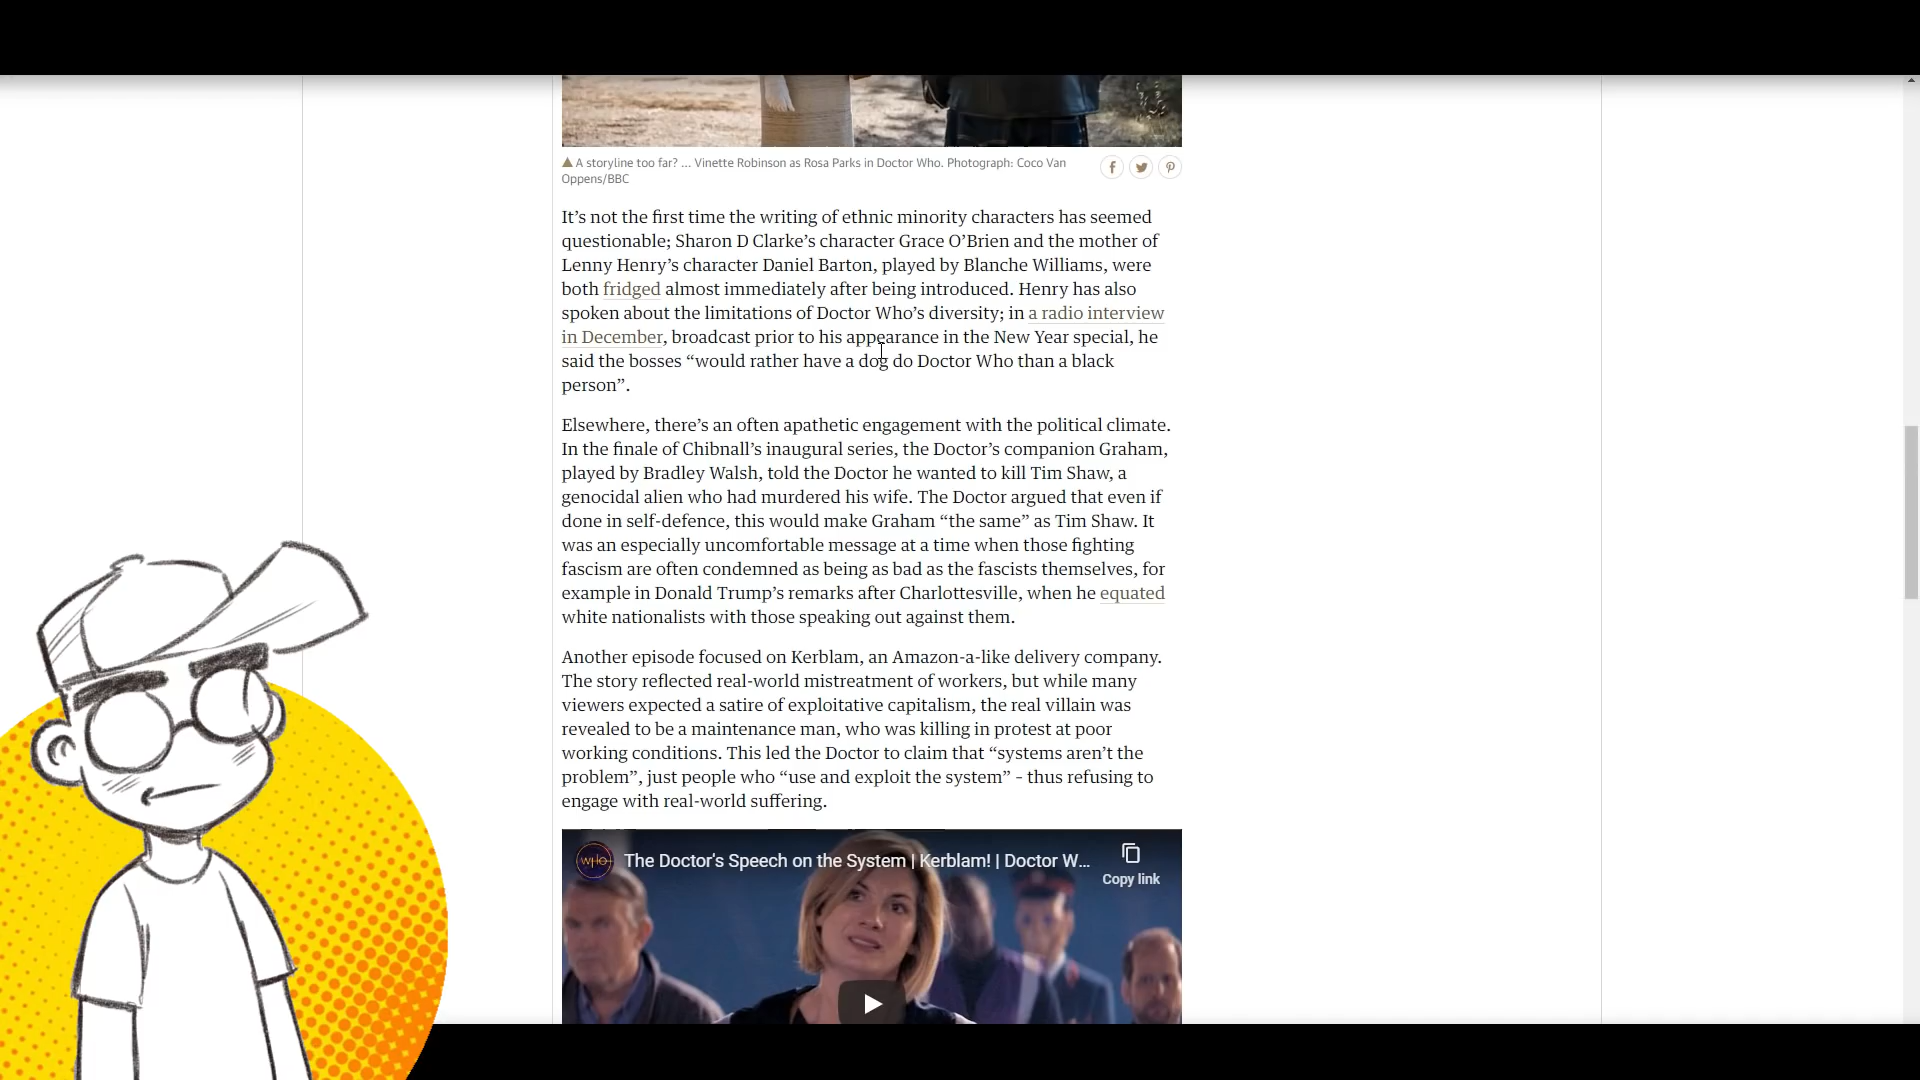 A storyline too far? ... Vinette Robinson as Rosa Parks in Doctor Who. Photograph: Coco Van
Oppens/BBC
It’s not the first time the writing of ethnic minority characters has seemed
questionable; Sharon D Clarke’s character Grace O’Brien and the mother of
Lenny Henry’s character Daniel Barton, played by Blanche Williams, were
both fridged almost immediately after being introduced. Henry has also
spoken about the limitations of Doctor Who’s diversity; in a radio interview
in December, broadcast prior to his appearance in the New Year special, he
said the bosses “would rather have a dog do Doctor Who than a black
person”.
Elsewhere, there’s an often apathetic engagement with the political climate.
In the finale of Chibnall’s inaugural series, the Doctor’s companion Graham,
played by Bradley Walsh, told the Doctor he wanted to kill Tim Shaw, a
genocidal alien who had murdered his wife. The Doctor argued that even if
done in self-defence, this would make Graham “the same” as Tim Shaw. It
was an especially uncomfortable message at a time when those fighting
fascism are often condemned as being as bad as the fascists themselves, for
example in Donald Trump’s remarks after Charlottesville, when he equated
white nationalists with those speaking out against them.
Another episode focused on Kerblam, an Amazon-a-like delivery company.
The story reflected real-world mistreatment of workers, but while many
viewers expected a satire of exploitative capitalism, the real villain was
revealed to be a maintenance man, who was killing in protest at poor
working conditions. This led the Doctor to claim that “systems aren’t the
problem”, just people who “use and exploit the system” – thus refusing to
engage with real-world suffering.
WHO The Doctor's Speech on the System | Kerblam! | Doctor W...
Copy link